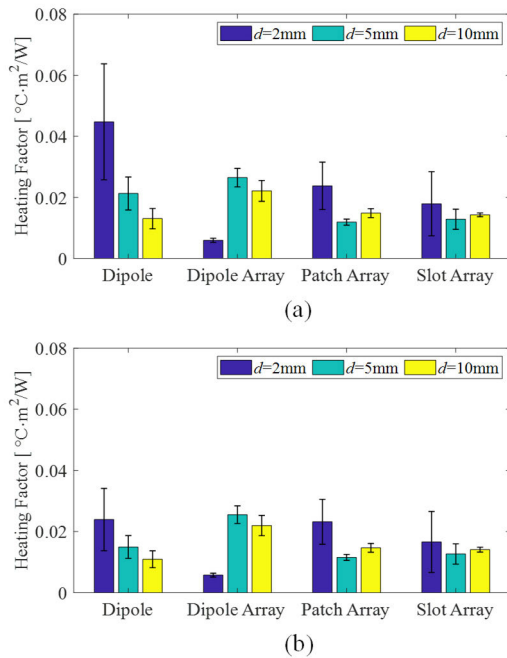 0.08
d=2mm d=5mm d=10mm
0.06
0.04
0.02
0
Heating Factor [ °C·m²/W]
Dipole Dipole Array Patch Array Slot Array
(a)
0.08
d=2mm d=5mm d=10mm
0.06
0.04
0.02
0
Heating Factor [ °C·m²/W]
Dipole Dipole Array Patch Array Slot Array
(b)